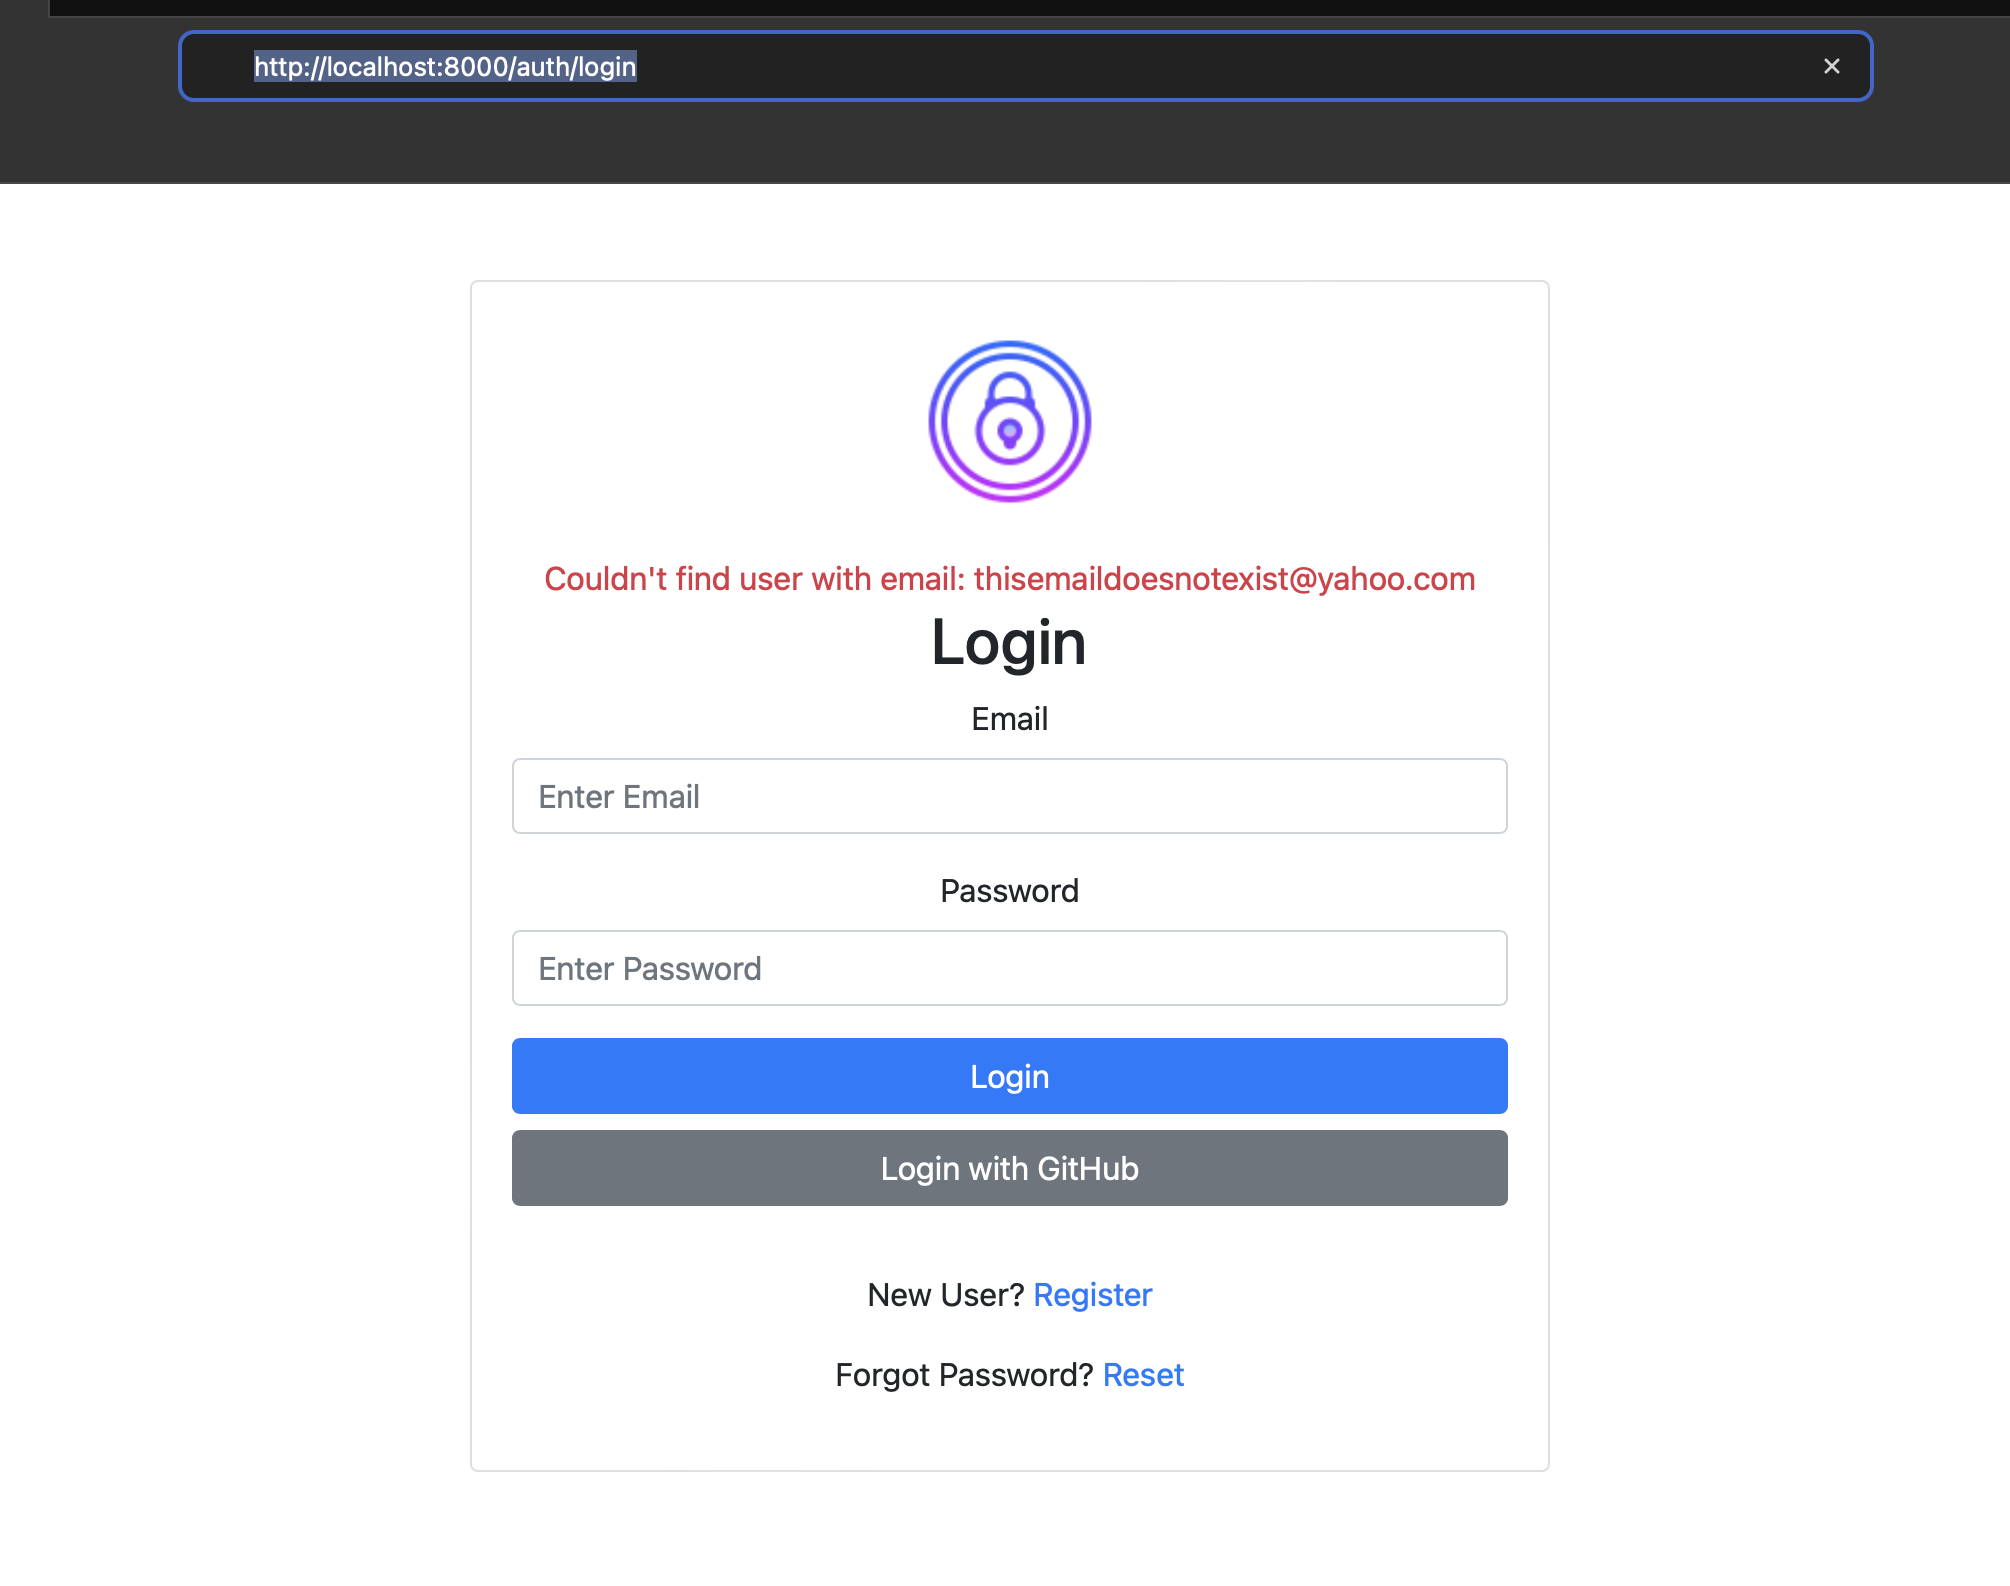 http://localhost:8000/auth/login
Couldn't find user with email: thisemaildoesnotexist@yahoo.com
Login
Email
Enter Email
Password
Enter Password
Login
Login with GitHub
New User? Register
Forgot Password? Reset